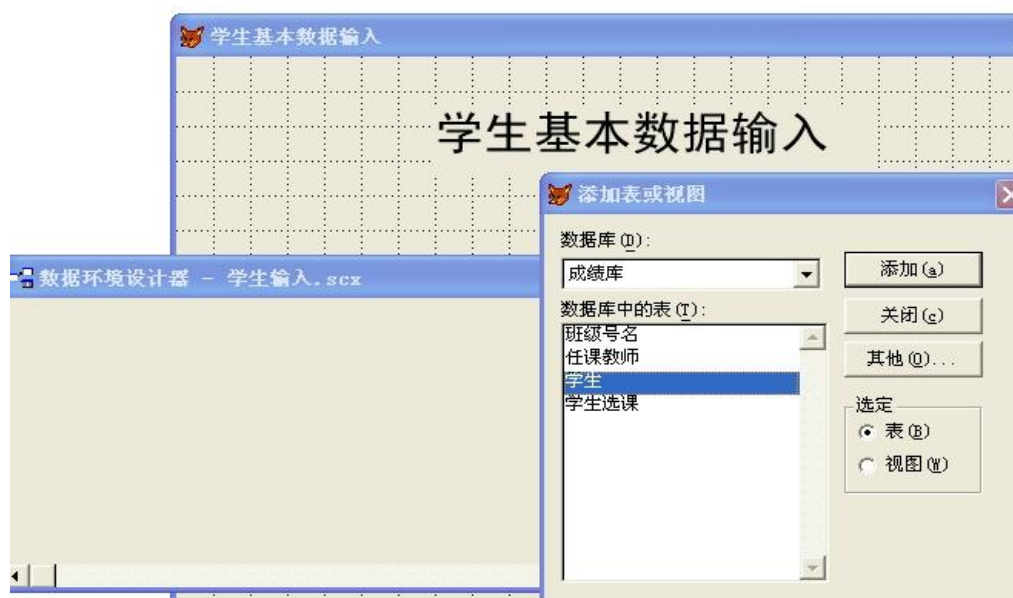 学生基本数据输入
学生基本数据输入
添加表或视图
数据库(D):
成绩库
添加(a)
数据环境设计器 - 学生输入.scx
数据库中的表(T):
关闭(c)
班级号名
任课教师
其他(O)...
学生
学生选课
选定
表(B)
视图(W)